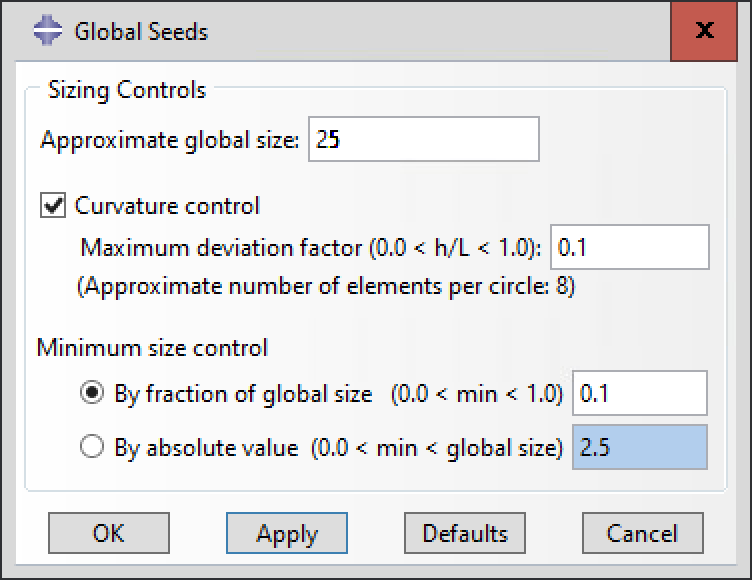 Global Seeds x
Sizing Controls
Approximate global size: 25
Curvature control
Maximum deviation factor (0.0 < h/L < 1.0): 0.1
(Approximate number of elements per circle: 8)
Minimum size control
By fraction of global size (0.0 < min < 1.0) 0.1
By absolute value (0.0 < min < global size) 2.5
OK Apply Defaults Cancel